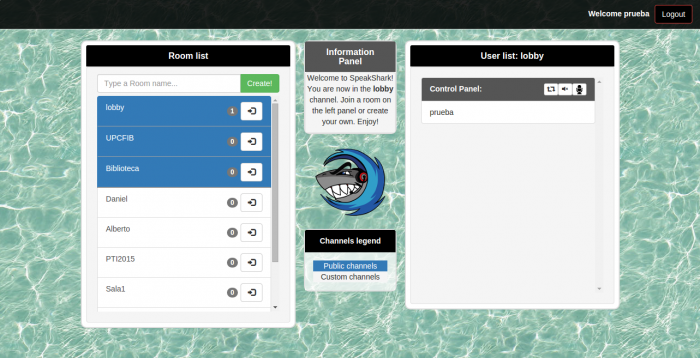 Welcome prueba Logout
Room list
Type a Room name... Create!
lobby 1
UPCFIB 0
Biblioteca 0
Daniel 0
Alberto 0
PTI2015 0
Sala1 0
Information
Panel
Welcome to SpeakShark!
You are now in the lobby
channel. Join a room on
the left panel or create
your own. Enjoy!
Channels legend
Public channels
Custom channels
User list: lobby
Control Panel:
prueba